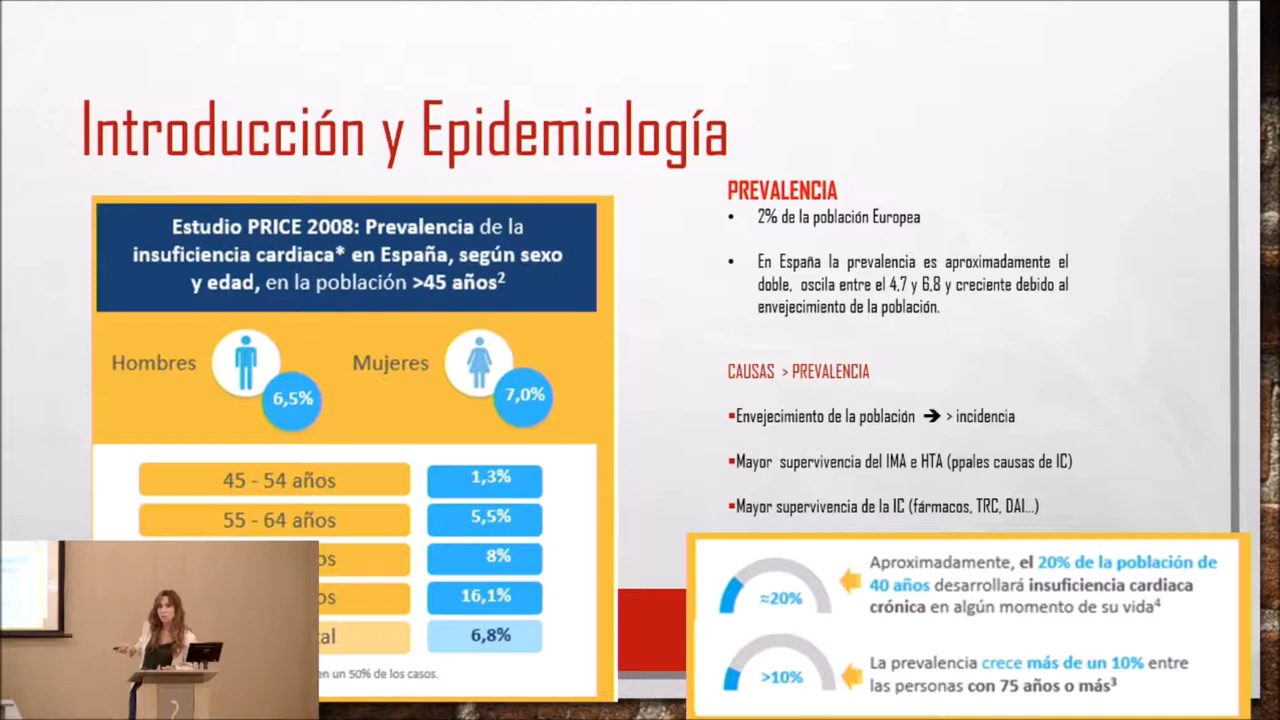 Introducción y Epidemiología
Estudio PRICE 2008: Prevalencia de la
insuficiencia cardiaca* en España, según sexo
y edad, en la población >45 años2
Hombres
6,5%
Mujeres
7,0%
45 - 54 años
1,3%
55 - 64 años
5,5%
os
8%
os
16,1%
tal
6,8%
en un 50% de los casos.
PREVALENCIA
• 2% de la población Europea
• En España la prevalencia es aproximadamente el
doble, oscila entre el 4,7 y 6,8 y creciente debido al
envejecimiento de la población.
CAUSAS > PREVALENCIA
▪Envejecimiento de la población ➔ > incidencia
▪Mayor supervivencia del IMA e HTA (ppales causas de IC)
▪Mayor supervivencia de la IC (fármacos, TRC, DAI...)
≈20%
Aproximadamente, el 20% de la población de
40 años desarrollará insuficiencia cardiaca
crónica en algún momento de su vida4
>10%
La prevalencia crece más de un 10% entre
las personas con 75 años o más3